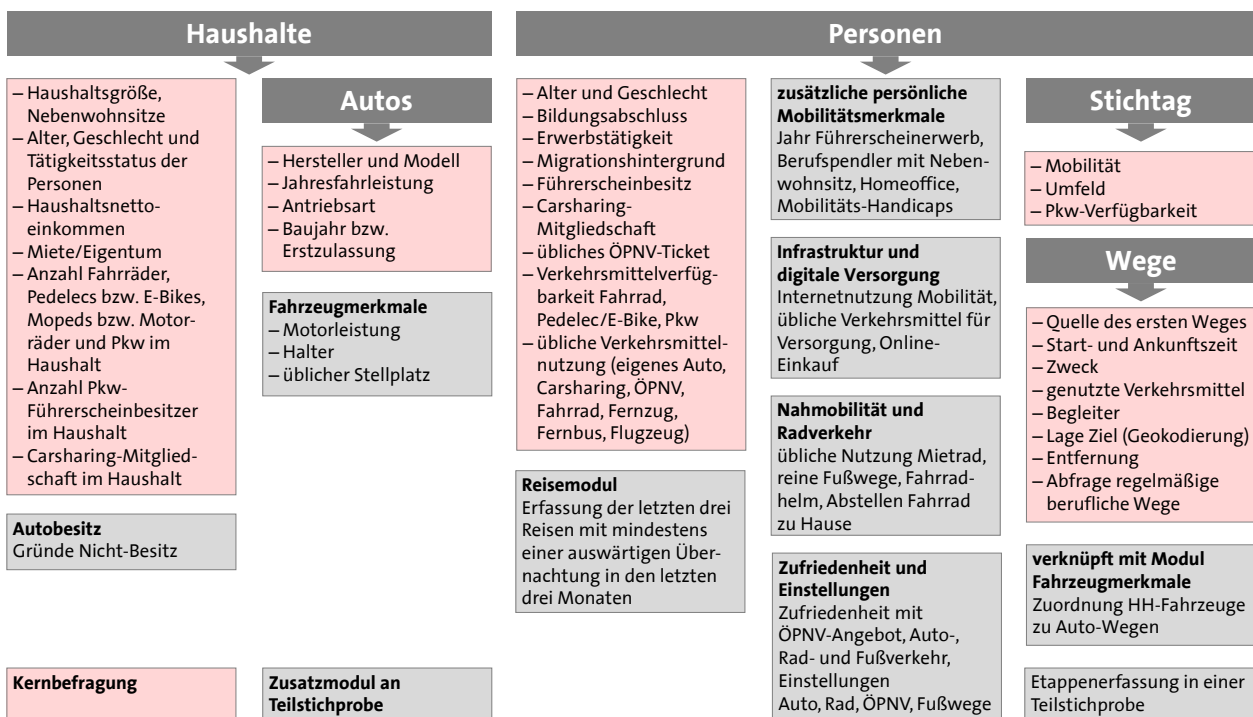 Haushalte
– Haushaltsgröße,
Nebenwohnsitze
– Alter, Geschlecht und
Tätigkeitsstatus der
Personen
– Haushaltsnetto-
einkommen
– Miete/Eigentum
– Anzahl Fahrräder,
Pedelecs bzw. E-Bikes,
Mopeds bzw. Motor-
räder und Pkw im
Haushalt
– Anzahl Pkw-
Führerscheinbesitzer
im Haushalt
– Carsharing-Mitglied-
schaft im Haushalt
Autobesitz
Gründe Nicht-Besitz
Kernbefragung
Autos
– Hersteller und Modell
– Jahresfahrleistung
– Antriebsart
– Baujahr bzw.
Erstzulassung
Fahrzeugmerkmale
– Motorleistung
– Halter
– üblicher Stellplatz
Zusatzmodul an
Teilstichprobe
Personen
– Alter und Geschlecht
– Bildungsabschluss
– Erwerbstätigkeit
– Migrationshintergrund
– Führerscheinbesitz
– Carsharing-
Mitgliedschaft
– übliches ÖPNV-Ticket
– Verkehrsmittelverfüg-
barkeit Fahrrad,
Pedelec/E-Bike, Pkw
– übliche Verkehrsmittel-
nutzung (eigenes Auto,
Carsharing, ÖPNV,
Fahrrad, Fernzug,
Fernbus, Flugzeug)
Reisemodul
Erfassung der letzten drei
Reisen mit mindestens
einer auswärtigen Über-
nachtung in den letzten
drei Monaten
zusätzliche persönliche
Mobilitätsmerkmale
Jahr Führerscheinerwerb,
Berufspendler mit Neben-
wohnsitz, Homeoffice,
Mobilitäts-Handicaps
Infrastruktur und
digitale Versorgung
Internetnutzung Mobilität,
übliche Verkehrsmittel für
Versorgung, Online-
Einkauf
Nahmobilität und
Radverkehr
übliche Nutzung Mietrad,
reine Fußwege, Fahrrad-
helm, Abstellen Fahrrad
zu Hause
Zufriedenheit und
Einstellungen
Zufriedenheit mit
ÖPNV-Angebot, Auto-,
Rad- und Fußverkehr,
Einstellungen
Auto, Rad, ÖPNV, Fußwege
Stichtag
– Mobilität
– Umfeld
– Pkw-Verfügbarkeit
Wege
– Quelle des ersten Weges
– Start- und Ankunftszeit
– Zweck
– genutzte Verkehrsmittel
– Begleiter
– Lage Ziel (Geokodierung)
– Entfernung
– Abfrage regelmäßige
berufliche Wege
verknüpft mit Modul
Fahrzeugmerkmale
Zuordnung HH-Fahrzeuge
zu Auto-Wegen
Etappenerfassung in einer
Teilstichprobe